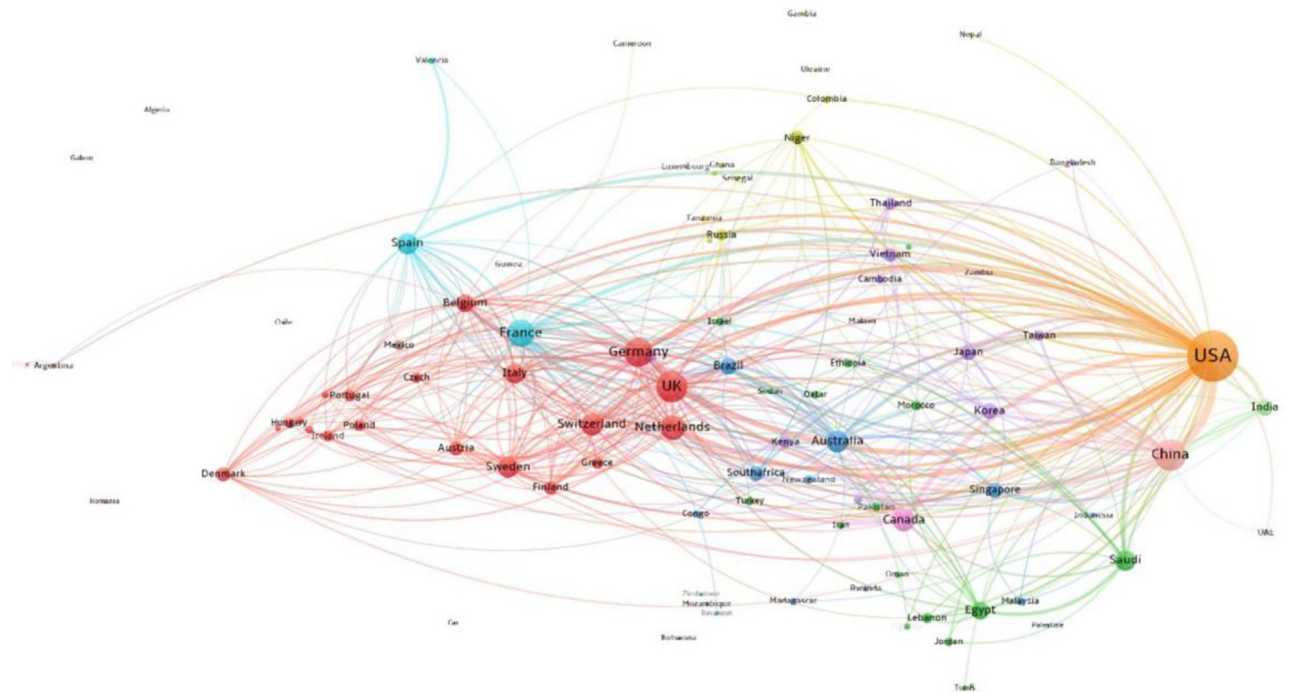 Gambia
Nepal
Cameroon
Valencia
Ukraine
Colombia
Algeria
Niger
Gabon
Luxembourg
Ghana
Bangladesh
Senegal
Thailand
Tanzania
Russia
Spain
Vietnam
Guinea
Zambia
Cambodia
Belgium
Chile
Israel
Malawi
France
Taiwan
Mexico
Germany
Japan
USA
Argentina
Brazil
Ethiopia
Italy
Czech
UK
Sudan
Qatar
Portugal
Morocco
India
Korea
Hungary
Poland
Switzerland
Netherlands
Ireland
Kenya
Australia
Austria
China
Greece
Sweden
Denmark
Southafrica
Newzealand
Finland
Singapore
Romania
Turkey
Pakistan
Congo
Indonesia
Canada
Iran
UAE
Saudi
Oman
Rwanda
Zimbabwe
Mozambique
Madagascar
Malaysia
Egypt
Lebanon
Palestine
Botswana
Jordan
Tunis